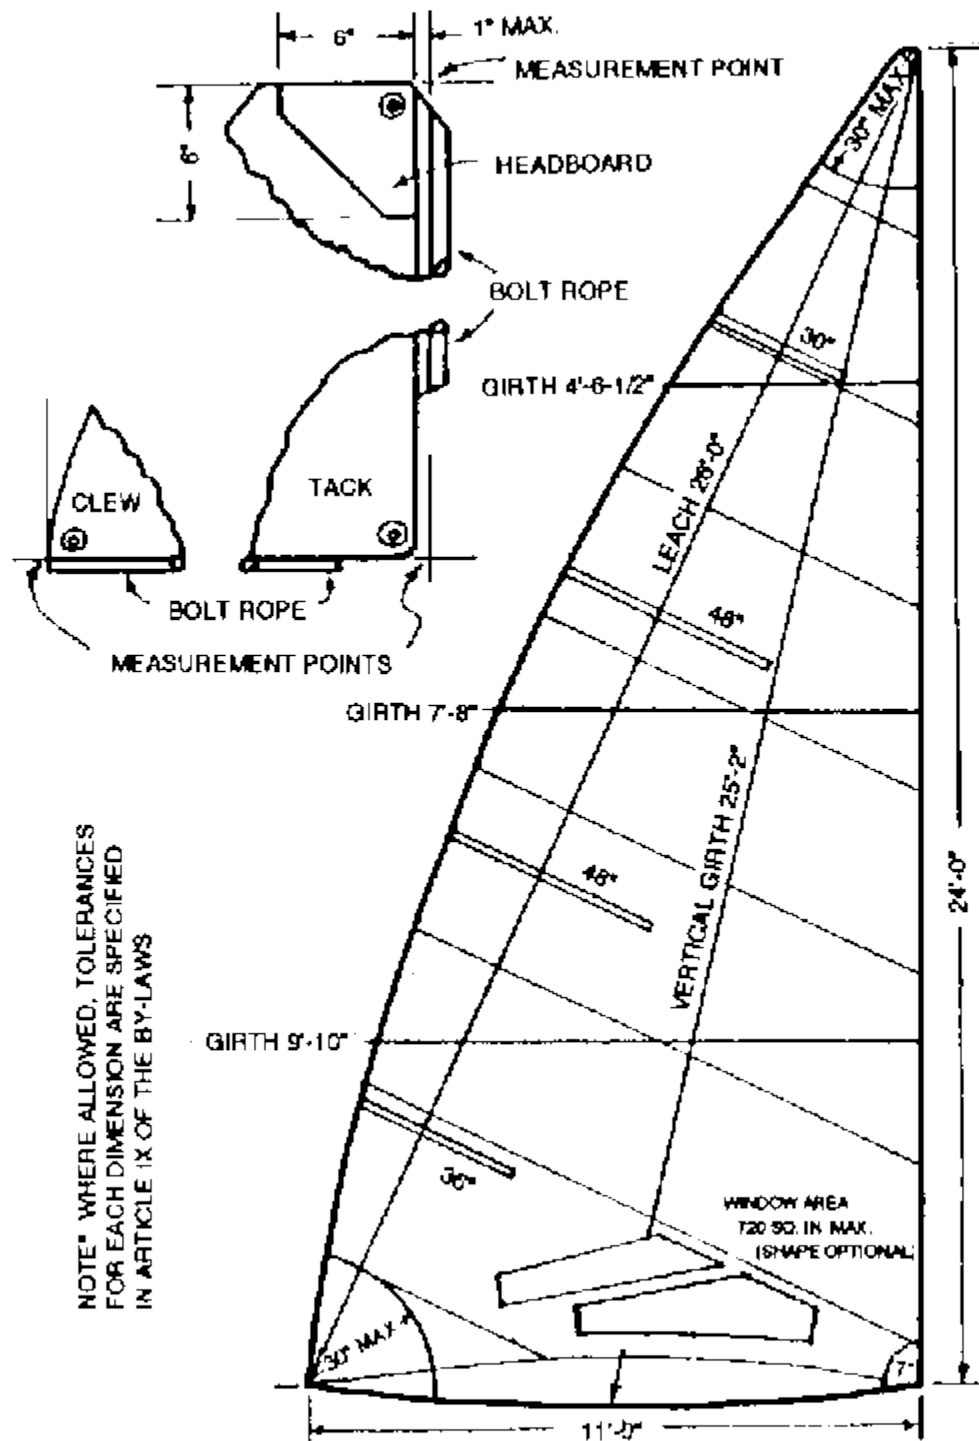 6"
1" MAX.
MEASUREMENT POINT
6"
HEADBOARD
BOLT ROPE
30" MAX
30"
GIRTH 4'-6-1/2"
TACK
CLEW
BOLT ROPE
MEASUREMENT POINTS
LEACH 26'-0"
48"
GIRTH 7'-8"
VERTICAL GIRTH 25'-2"
24'-0"
48"
NOTE" WHERE ALLOWED, TOLERANCES
FOR EACH DIMENSION ARE SPECIFIED
IN ARTICLE IX OF THE BY-LAWS
GIRTH 9'-10"
36"
WINDOW AREA
720 SQ. IN MAX.
(SHAPE OPTIONAL)
30" MAX
7"
11'-0"